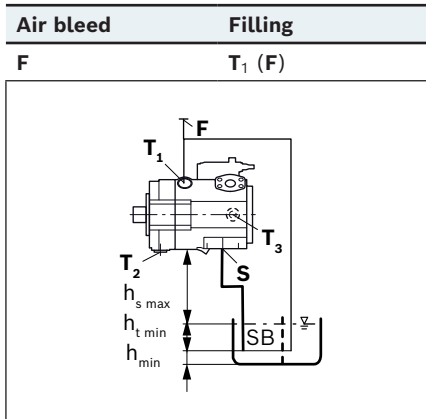 Air bleed Filling
F T₁ (F)
F
T₁
T₃
T₂
S
hₛ ₘₐₓ
hₜ ₘᵢₙ
SB
hₘᵢₙ